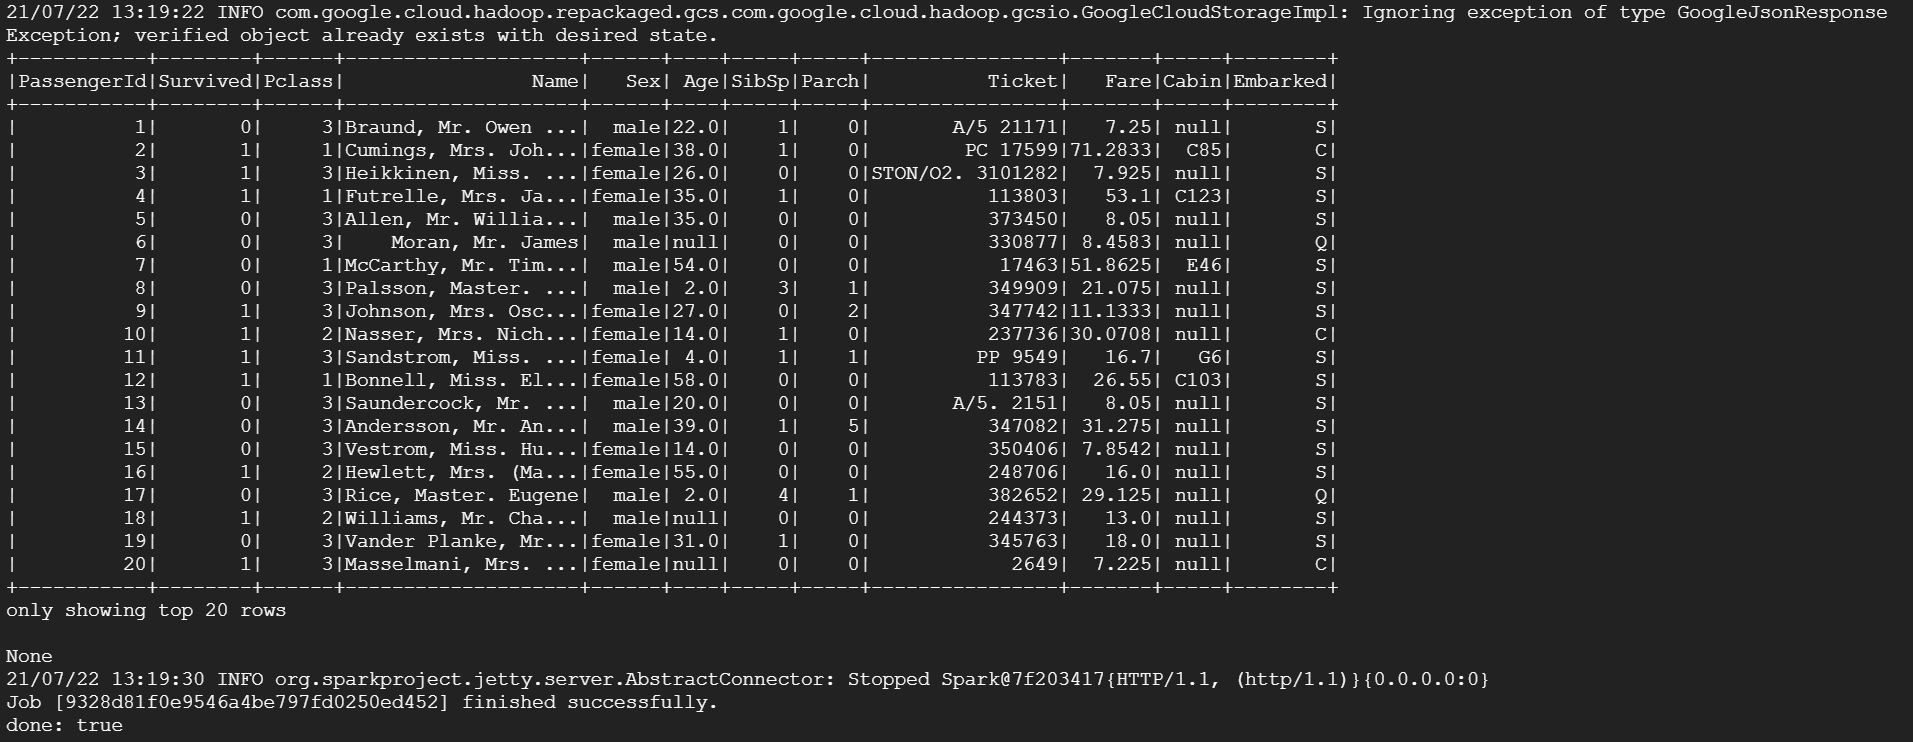 21/07/22 13:19:22 INFO com.google.cloud.hadoop.repackaged.gcs.com.google.cloud.hadoop.gcsio.GoogleCloudStorageImpl: Ignoring exception of type GoogleJsonResponse
Exception; verified object already exists with desired state.
+-----------+--------+------+--------------------+------+----+-----+-----+----------------+-------+-----+--------+
|PassengerId|Survived|Pclass|                Name|   Sex| Age|SibSp|Parch|          Ticket|   Fare|Cabin|Embarked|
+-----------+--------+------+--------------------+------+----+-----+-----+----------------+-------+-----+--------+
|          1|       0|     3|Braund, Mr. Owen ...|  male|22.0|    1|    0|       A/5 21171|   7.25| null|       S|
|          2|       1|     1|Cumings, Mrs. Joh...|female|38.0|    1|    0|        PC 17599|71.2833|  C85|       C|
|          3|       1|     3|Heikkinen, Miss. ...|female|26.0|    0|    0|STON/O2. 3101282|  7.925| null|       S|
|          4|       1|     1|Futrelle, Mrs. Ja...|female|35.0|    1|    0|          113803|   53.1| C123|       S|
|          5|       0|     3|Allen, Mr. Willia...|  male|35.0|    0|    0|          373450|   8.05| null|       S|
|          6|       0|     3|    Moran, Mr. James|  male|null|    0|    0|          330877| 8.4583| null|       Q|
|          7|       0|     1|McCarthy, Mr. Tim...|  male|54.0|    0|    0|           17463|51.8625|  E46|       S|
|          8|       0|     3|Palsson, Master. ...|  male| 2.0|    3|    1|          349909| 21.075| null|       S|
|          9|       1|     3|Johnson, Mrs. Osc...|female|27.0|    0|    2|          347742|11.1333| null|       S|
|         10|       1|     2|Nasser, Mrs. Nich...|female|14.0|    1|    0|          237736|30.0708| null|       C|
|         11|       1|     3|Sandstrom, Miss. ...|female| 4.0|    1|    1|         PP 9549|   16.7|   G6|       S|
|         12|       1|     1|Bonnell, Miss. El...|female|58.0|    0|    0|          113783|  26.55| C103|       S|
|         13|       0|     3|Saundercock, Mr. ...|  male|20.0|    0|    0|       A/5. 2151|   8.05| null|       S|
|         14|       0|     3|Andersson, Mr. An...|  male|39.0|    1|    5|          347082| 31.275| null|       S|
|         15|       0|     3|Vestrom, Miss. Hu...|female|14.0|    0|    0|          350406| 7.8542| null|       S|
|         16|       1|     2|Hewlett, Mrs. (Ma...|female|55.0|    0|    0|          248706|   16.0| null|       S|
|         17|       0|     3|Rice, Master. Eugene|  male| 2.0|    4|    1|          382652| 29.125| null|       Q|
|         18|       1|     2|Williams, Mr. Cha...|  male|null|    0|    0|          244373|   13.0| null|       S|
|         19|       0|     3|Vander Planke, Mr...|female|31.0|    1|    0|          345763|   18.0| null|       S|
|         20|       1|     3|Masselmani, Mrs. ...|female|null|    0|    0|            2649|  7.225| null|       C|
+-----------+--------+------+--------------------+------+----+-----+-----+----------------+-------+-----+--------+
only showing top 20 rows

None
21/07/22 13:19:30 INFO org.sparkproject.jetty.server.AbstractConnector: Stopped Spark@7f203417{HTTP/1.1, (http/1.1)}{0.0.0.0:0}
Job [9328d81f0e9546a4be797fd0250ed452] finished successfully.
done: true